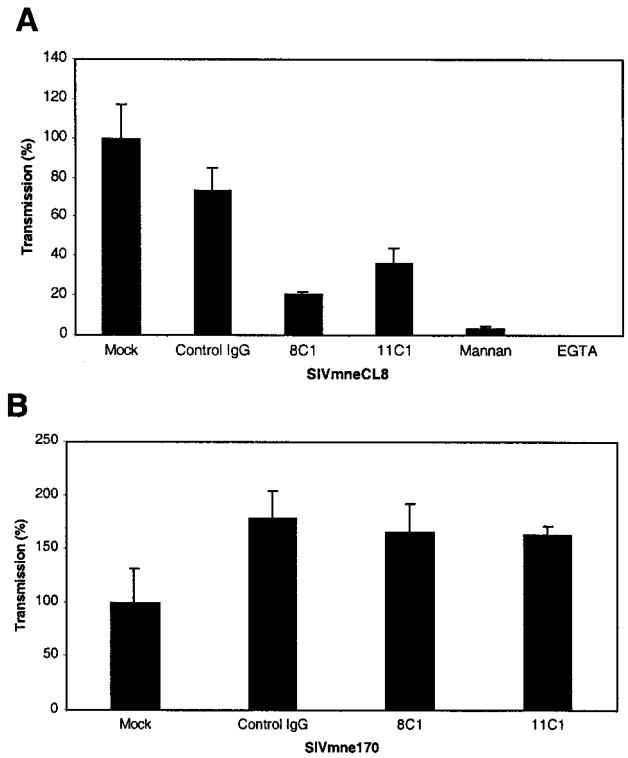 A
140
120
100
80
60
40
20
0
Transmission (%)
Mock Control IgG 8C1 11C1 Mannan EGTA
SIVmneCL8
B
250
200
150
100
50
0
Transmission (%)
Mock Control IgG 8C1 11C1
SIVmne170